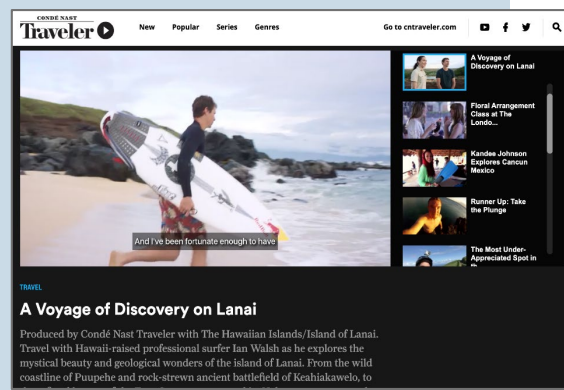 CONDÉ NAST
Traveler
New Popular Series Genres Go to cntraveler.com
A Voyage of
Discovery on Lanai
Floral Arrangement
Class at The
Londo...
Kandee Johnson
Explores Cancun
Mexico
Runner Up: Take
the Plunge
The Most Under-
Appreciated Spot in
And I've been fortunate enough to have
TRAVEL
A Voyage of Discovery on Lanai
Produced by Condé Nast Traveler with The Hawaiian Islands/Island of Lanai.
Travel with Hawaii-raised professional surfer Ian Walsh as he explores the
mystical beauty and geological wonders of the island of Lanai. From the wild
coastline of Puupehe and rock-strewn ancient battlefield of Keahiakawelo, to